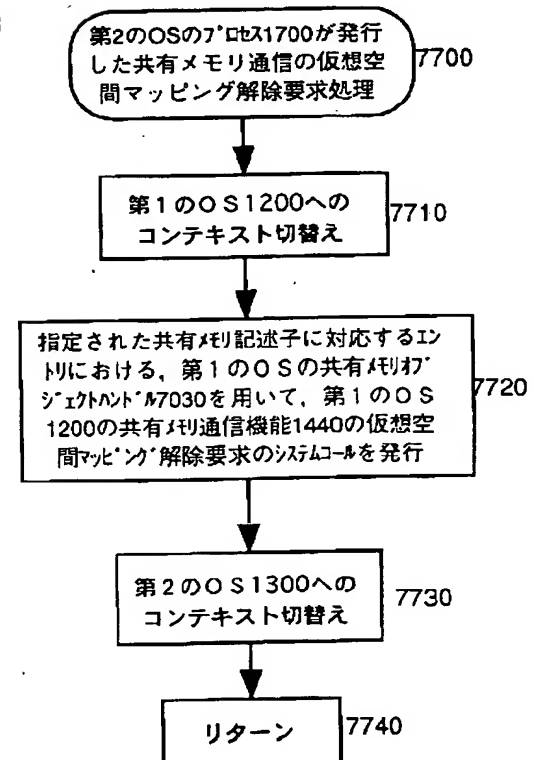 第2のOSのﾌﾟﾛｾｽ1700が発行
した共有メモリ通信の仮想空
間マッピング解除要求処理
7700
第1のOS1200への
コンテキスト切替え
7710
指定された共有ﾒﾓﾘ記述子に対応するｴﾝ
ﾄﾘにおける，第1のOSの共有ﾒﾓﾘｵﾌﾞ
ｼﾞｪｸﾄﾊﾝﾄﾞﾙ7030を用いて，第1のOS
1200の共有ﾒﾓﾘ通信機能1440の仮想空
間ﾏｯﾋﾟﾝｸﾞ解除要求のｼｽﾃﾑｺｰﾙを発行
7720
第2のOS1300への
コンテキスト切替え
7730
リターン
7740